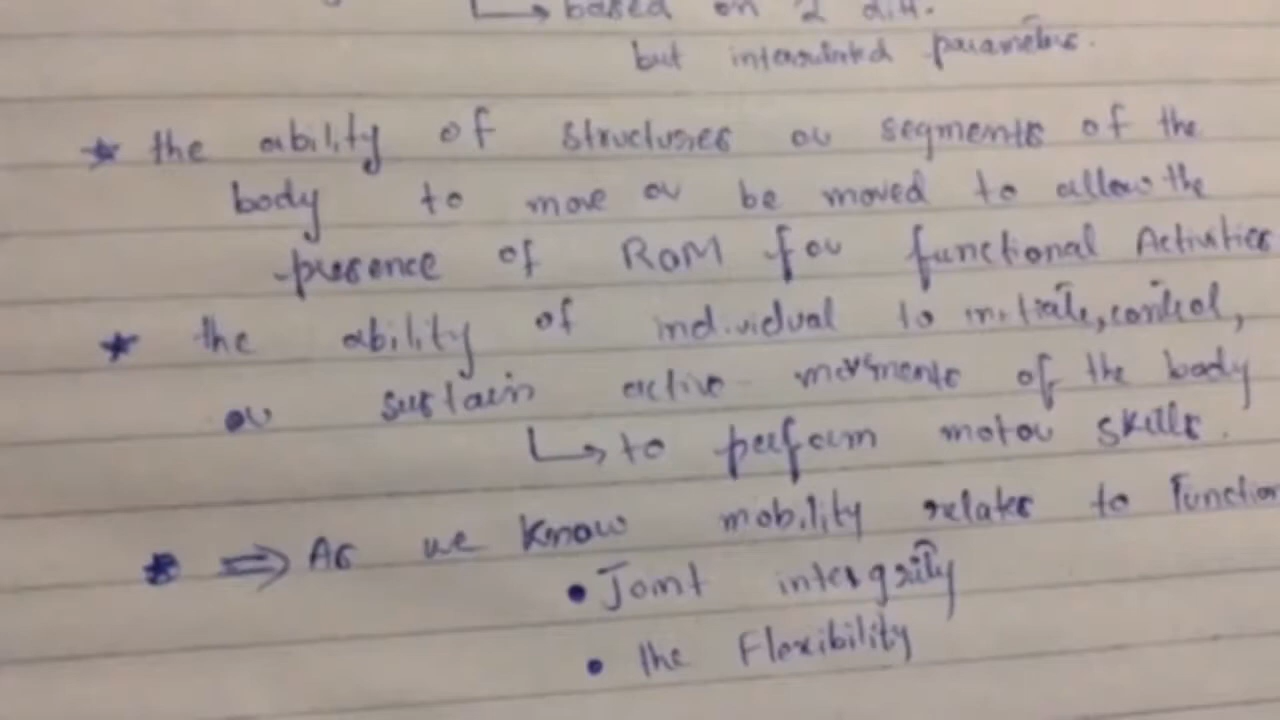 ↳ based on 2 diff.
but interrelated parameters.
* the ability of structures or segments of the
body to move or be moved to allow the
presence of ROM for functional Activities
* the ability of individual to initiate, control,
or sustain active movments of the body
↳ to perform motor skills.
* ⇒ As we know mobility relates to Function
• Joint intergrity
• the Flexibility